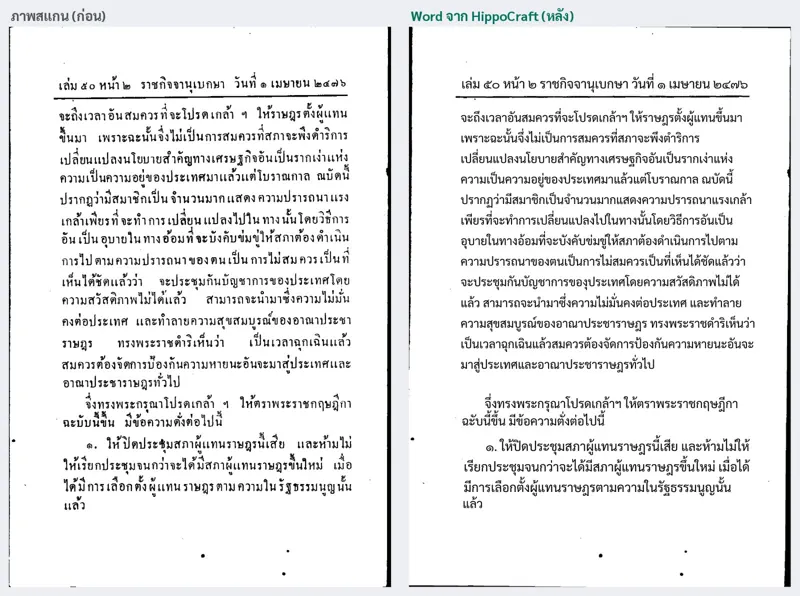 ภาพสแกน (ก่อน)
เล่ม ๕๐ หน้า ๒ ราชกิจจานุเบกษา วันที่ ๑ เมษายน ๒๔๗๖
จะถึงเวลาอันสมควรที่จะโปรดเกล้า ฯ ให้ราษฎรตั้งผู้แทน
ขึ้นมา เพราะฉะนั้นจึ่งไม่เป็นการสมควรที่สภาจะพึงดำริการ
เปลี่ยนแปลงนโยบายสำคัญทางเศรษฐกิจอันเป็นรากเง่าแห่ง
ความเป็นความอยู่ของประเทศมาแล้วแต่โบราณกาล ณบัดนี้
ปรากฏว่ามีสมาชิกเป็นจำนวนมากแสดงความปรารถนาแรง
กล้าเพียรที่จะทำการเปลี่ยนแปลงไปในทางนั้นโดยวิธีการ
อันเป็นอุบายในทางอ้อมที่จะบังคับข่มขู่ให้สภาต้องดำเนิน
การไปตามความปรารถนาของตนเป็นการไม่สมควรเป็นที่
เห็นได้ชัดแล้วว่า จะประชุมกันบัญชาการของประเทศโดย
ความสวัสดิภาพไม่ได้แล้ว สามารถจะนำมาซึ่งความไม่มั่น
คงต่อประเทศ และทำลายความสุขสมบูรณ์ของอาณาประชา
ราษฎร ทรงพระราชดำริเห็นว่า เป็นเวลาฉุกเฉินแล้ว
สมควรต้องจัดการป้องกันความหายนะอันจะมาสู่ประเทศและ
อาณาประชาราษฎรทั่วไป
จึ่งทรงพระกรุณาโปรดเกล้า ฯ ให้ตราพระราชกฤษฎีกา
ฉะบับนี้ขึ้น มีข้อความดั่งต่อไปนี้
๑. ให้ปิดประชุมสภาผู้แทนราษฎรนี้เสีย และห้ามไม่
ให้เรียกประชุมจนกว่าจะได้มีสภาผู้แทนราษฎรขึ้นใหม่ เมื่อ
ได้มีการเลือกตั้งผู้แทนราษฎรตามความในรัฐธรรมนูญนั้น
แล้ว
Word จาก HippoCraft (หลัง)
เล่ม ๕๐ หน้า ๒ ราชกิจจานุเบกษา วันที่ ๑ เมษายน ๒๔๗๖
จะถึงเวลาอันสมควรที่จะโปรดเกล้าฯ ให้ราษฎรตั้งผู้แทนขึ้นมา
เพราะฉะนั้นจึ่งไม่เป็นการสมควรที่สภาจะพึงดำริการ
เปลี่ยนแปลงนโยบายสำคัญทางเศรษฐกิจอันเป็นรากเง่าแห่ง
ความเป็นความอยู่ของประเทศมาแล้วแต่โบราณกาล ณบัดนี้
ปรากฏว่ามีสมาชิกเป็นจำนวนมากแสดงความปรารถนาแรงกล้า
เพียรที่จะทำการเปลี่ยนแปลงไปในทางนั้นโดยวิธีการอันเป็น
อุบายในทางอ้อมที่จะบังคับข่มขู่ให้สภาต้องดำเนินการไปตาม
ความปรารถนาของตนเป็นการไม่สมควรเป็นที่เห็นได้ชัดแล้วว่า
จะประชุมกันบัญชาการของประเทศโดยความสวัสดิภาพไม่ได้
แล้ว สามารถจะนำมาซึ่งความไม่มั่นคงต่อประเทศ และทำลาย
ความสุขสมบูรณ์ของอาณาประชาราษฎร ทรงพระราชดำริเห็นว่า
เป็นเวลาฉุกเฉินแล้วสมควรต้องจัดการป้องกันความหายนะอันจะ
มาสู่ประเทศและอาณาประชาราษฎรทั่วไป
จึ่งทรงพระกรุณาโปรดเกล้าฯ ให้ตราพระราชกฤษฎีกา
ฉะบับนี้ขึ้น มีข้อความดั่งต่อไปนี้
๑. ให้ปิดประชุมสภาผู้แทนราษฎรนี้เสีย และห้ามไม่ให้
เรียกประชุมจนกว่าจะได้มีสภาผู้แทนราษฎรขึ้นใหม่ เมื่อได้
มีการเลือกตั้งผู้แทนราษฎรตามความในรัฐธรรมนูญนั้น
แล้ว